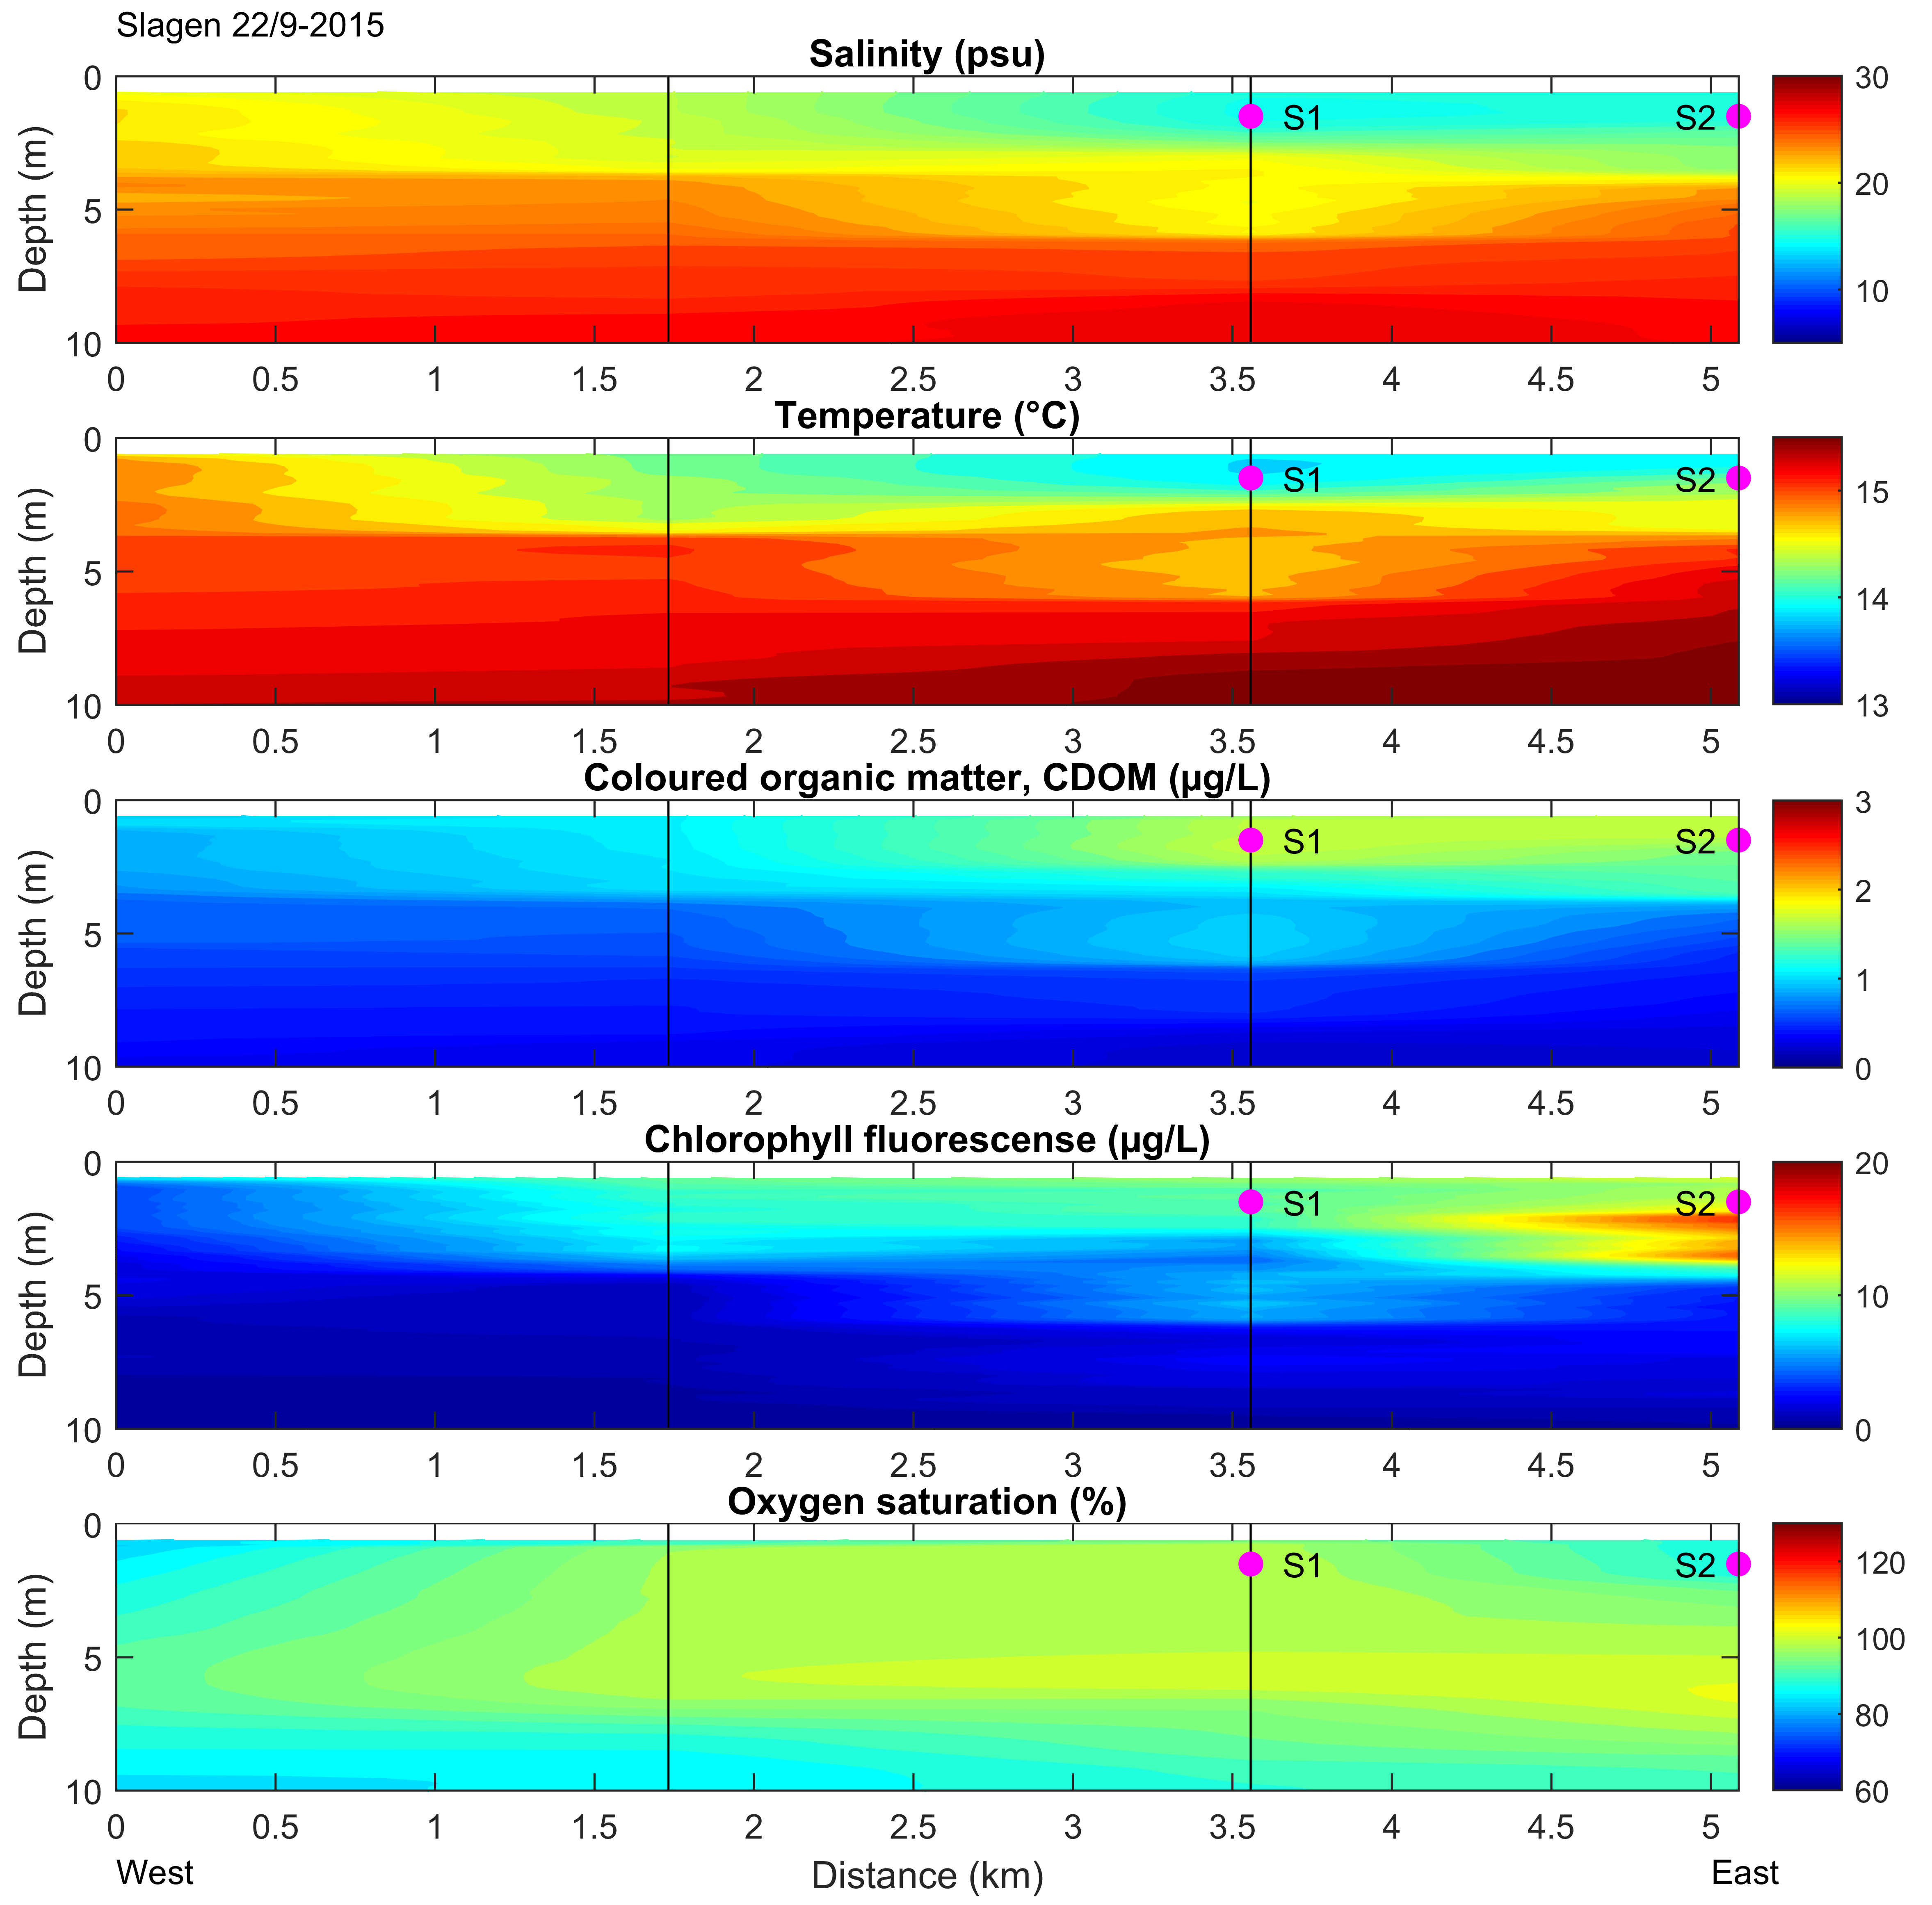 Slagen 22/9-2015
Salinity (psu)
0
5
10
Depth (m)
S1
S2
30
20
10
0 0.5 1 1.5 2 2.5 3 3.5 4 4.5 5
Temperature (°C)
0
5
10
Depth (m)
S1
S2
15
14
13
0 0.5 1 1.5 2 2.5 3 3.5 4 4.5 5
Coloured organic matter, CDOM (µg/L)
0
5
10
Depth (m)
S1
S2
3
2
1
0
0 0.5 1 1.5 2 2.5 3 3.5 4 4.5 5
Chlorophyll fluorescense (µg/L)
0
5
10
Depth (m)
S1
S2
20
10
0
0 0.5 1 1.5 2 2.5 3 3.5 4 4.5 5
Oxygen saturation (%)
0
5
10
Depth (m)
S1
S2
120
100
80
60
0 0.5 1 1.5 2 2.5 3 3.5 4 4.5 5
West Distance (km) East